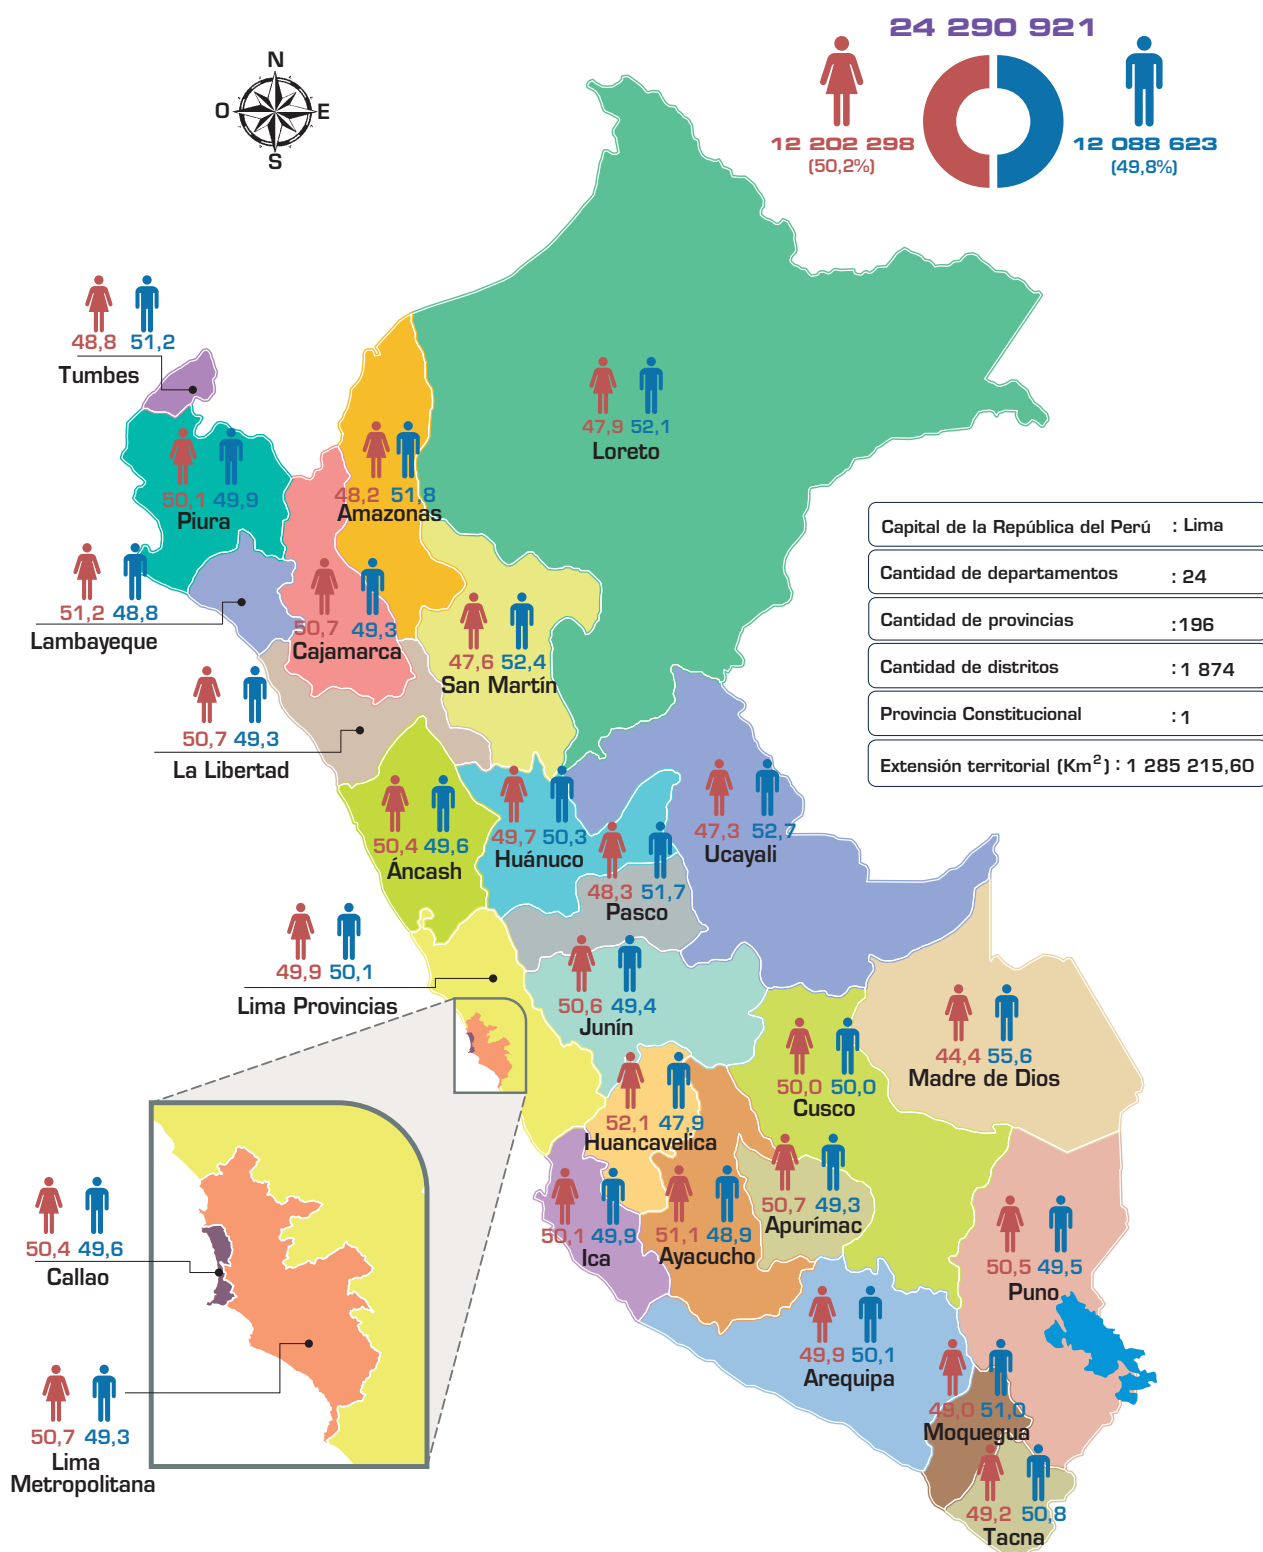 24 290 921
12 202 298
(50,2%)
12 088 623
(49,8%)
N
O
E
S
48,8 51,2
Tumbes
50,1 49,9
Piura
48,2 51,8
Amazonas
47,9 52,1
Loreto
51,2 48,8
Lambayeque
50,7 49,3
Cajamarca
47,6 52,4
San Martín
50,7 49,3
La Libertad
Capital de la República del Perú : Lima
Cantidad de departamentos : 24
Cantidad de provincias :196
Cantidad de distritos : 1 874
Provincia Constitucional : 1
Extensión territorial (Km²) : 1 285 215,60
50,4 49,6
Áncash
49,7 50,3
Huánuco
47,3 52,7
Ucayali
48,3 51,7
Pasco
49,9 50,1
Lima Provincias
50,6 49,4
Junín
44,4 55,6
Madre de Dios
50,0 50,0
Cusco
52,1 47,9
Huancavelica
50,7 49,3
Apurímac
50,1 49,9
Ica
51,1 48,9
Ayacucho
50,4 49,6
Callao
50,5 49,5
Puno
49,9 50,1
Arequipa
49,0 51,0
Moquegua
50,7 49,3
Lima
Metropolitana
49,2 50,8
Tacna